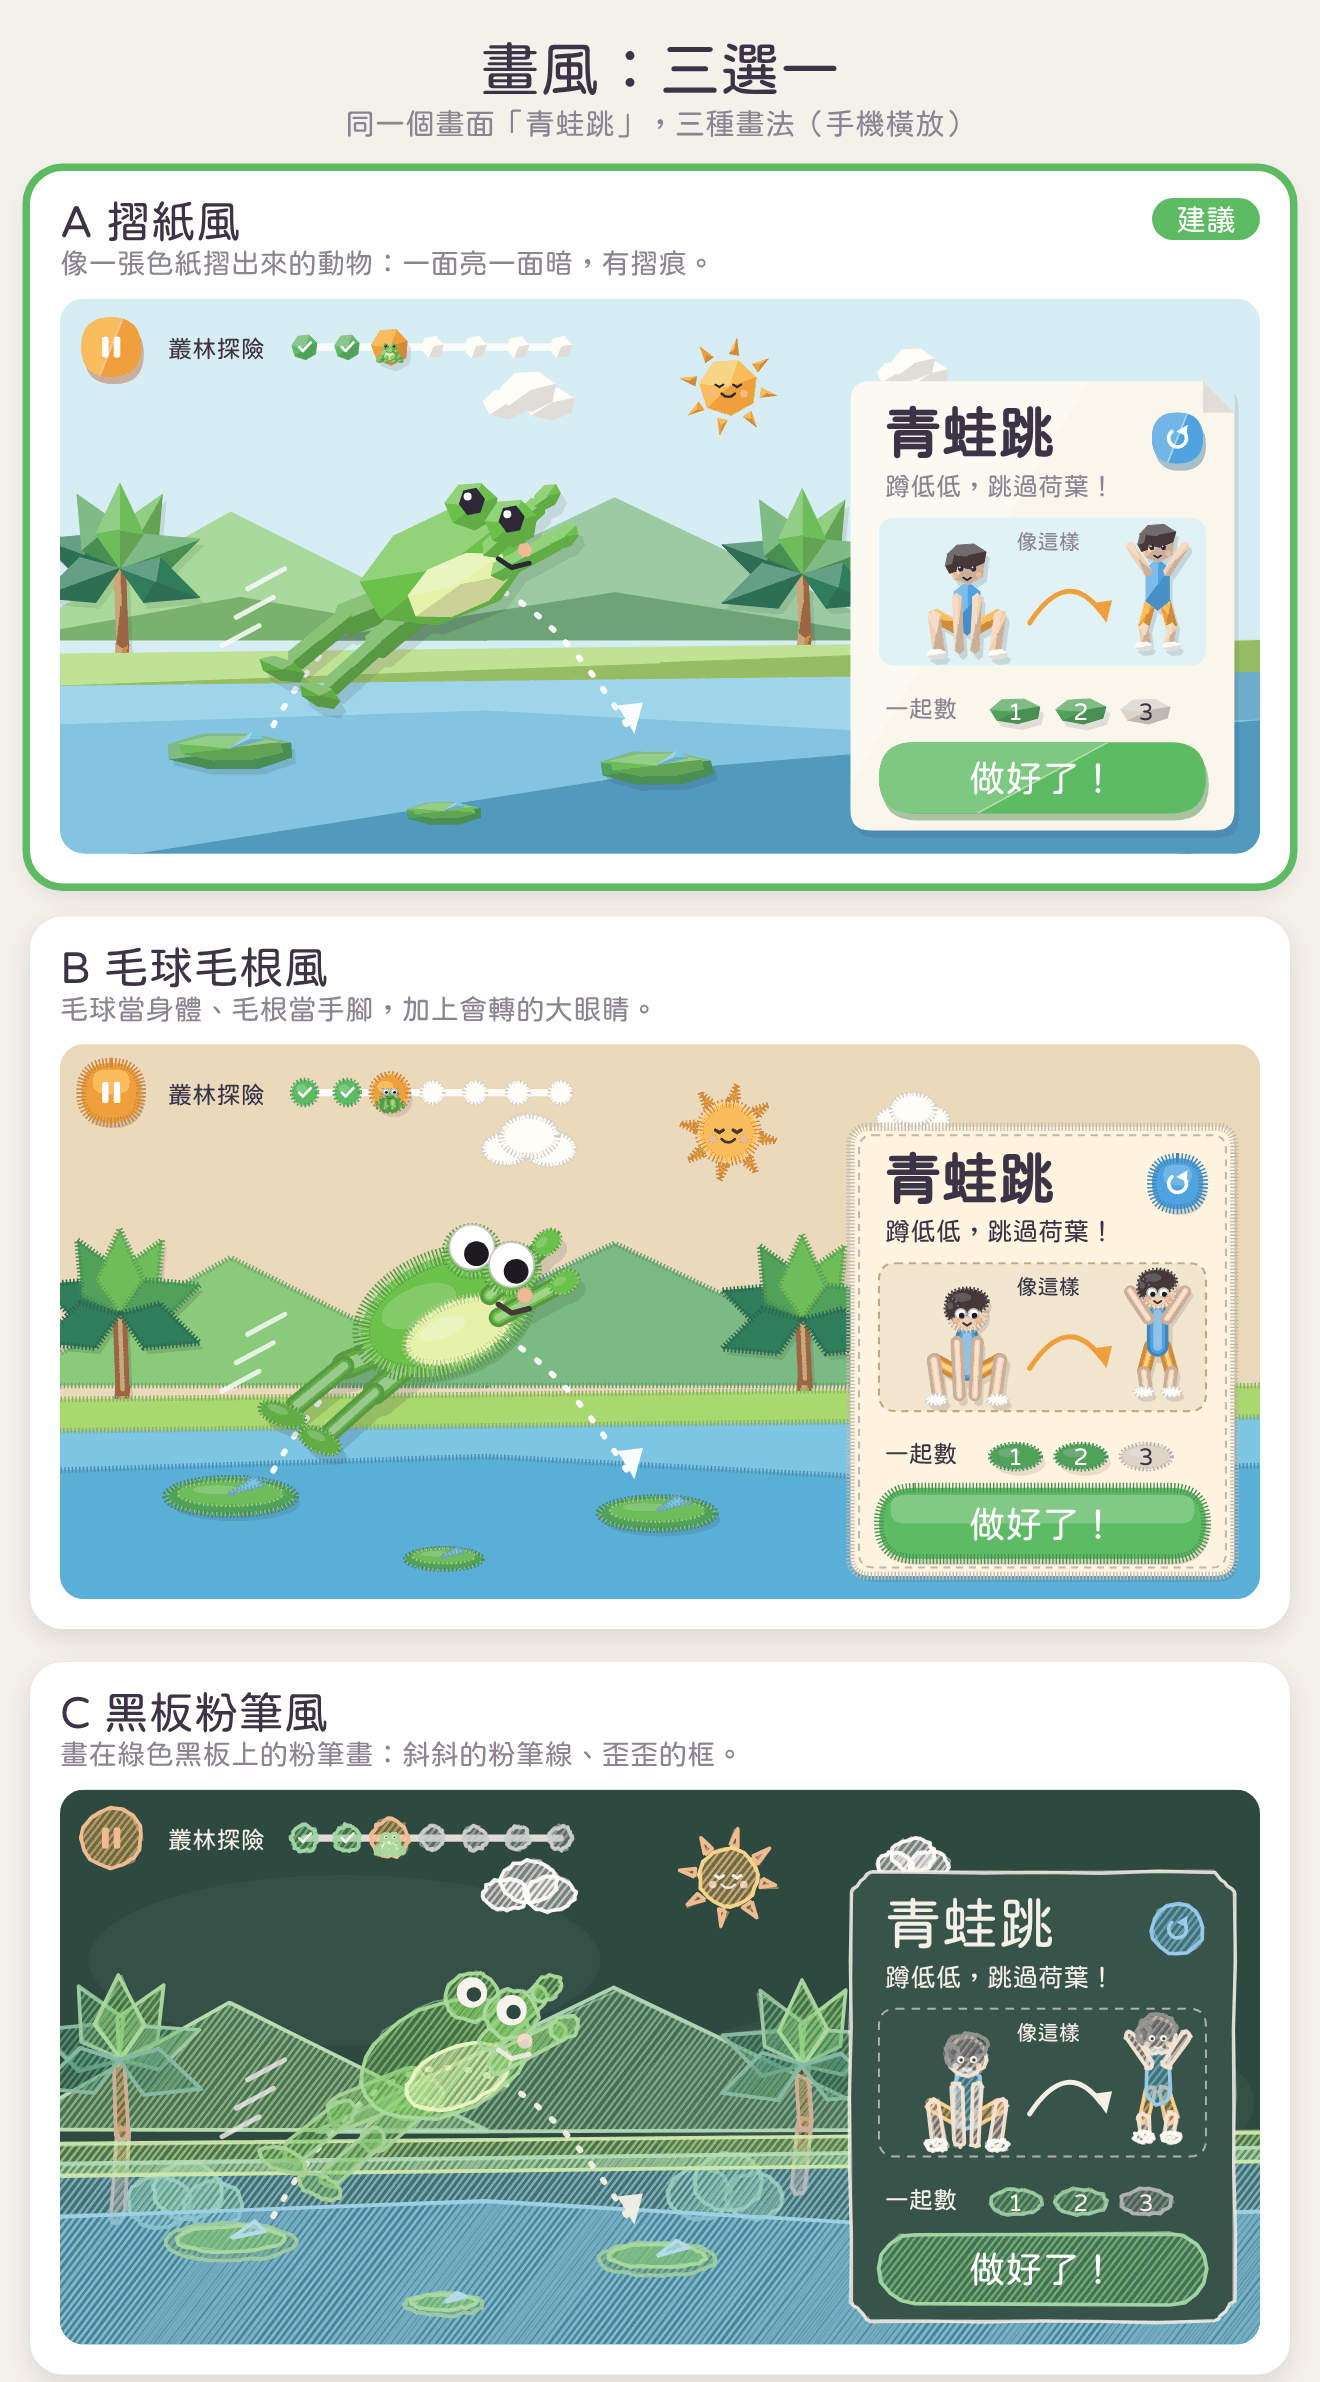 畫風：三選一
同一個畫面「青蛙跳」，三種畫法（手機橫放）
A 摺紙風
建議
像一張色紙摺出來的動物：一面亮一面暗，有摺痕。
叢林探險
青蛙跳
蹲低低，跳過荷葉！
像這樣
一起數 1 2 3
做好了！
B 毛球毛根風
毛球當身體、毛根當手腳，加上會轉的大眼睛。
叢林探險
青蛙跳
蹲低低，跳過荷葉！
像這樣
一起數 1 2 3
做好了！
C 黑板粉筆風
畫在綠色黑板上的粉筆畫：斜斜的粉筆線、歪歪的框。
叢林探險
青蛙跳
蹲低低，跳過荷葉！
像這樣
一起數 1 2 3
做好了！